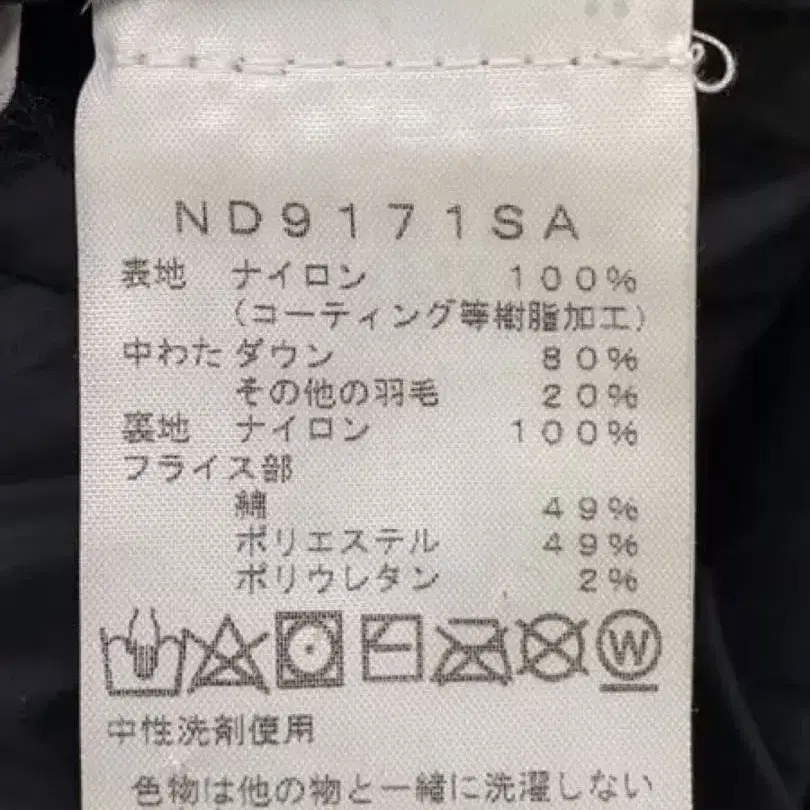 ND9171SA
表地 ナイロン 100%
（コーティング等樹脂加工）
中わた ダウン 80%
その他の羽毛 20%
裏地 ナイロン 100%
フライス部
綿 49%
ポリエステル 49%
ポリウレタン 2%
W
中性洗剤使用
色物は他の物と一緒に洗濯しない